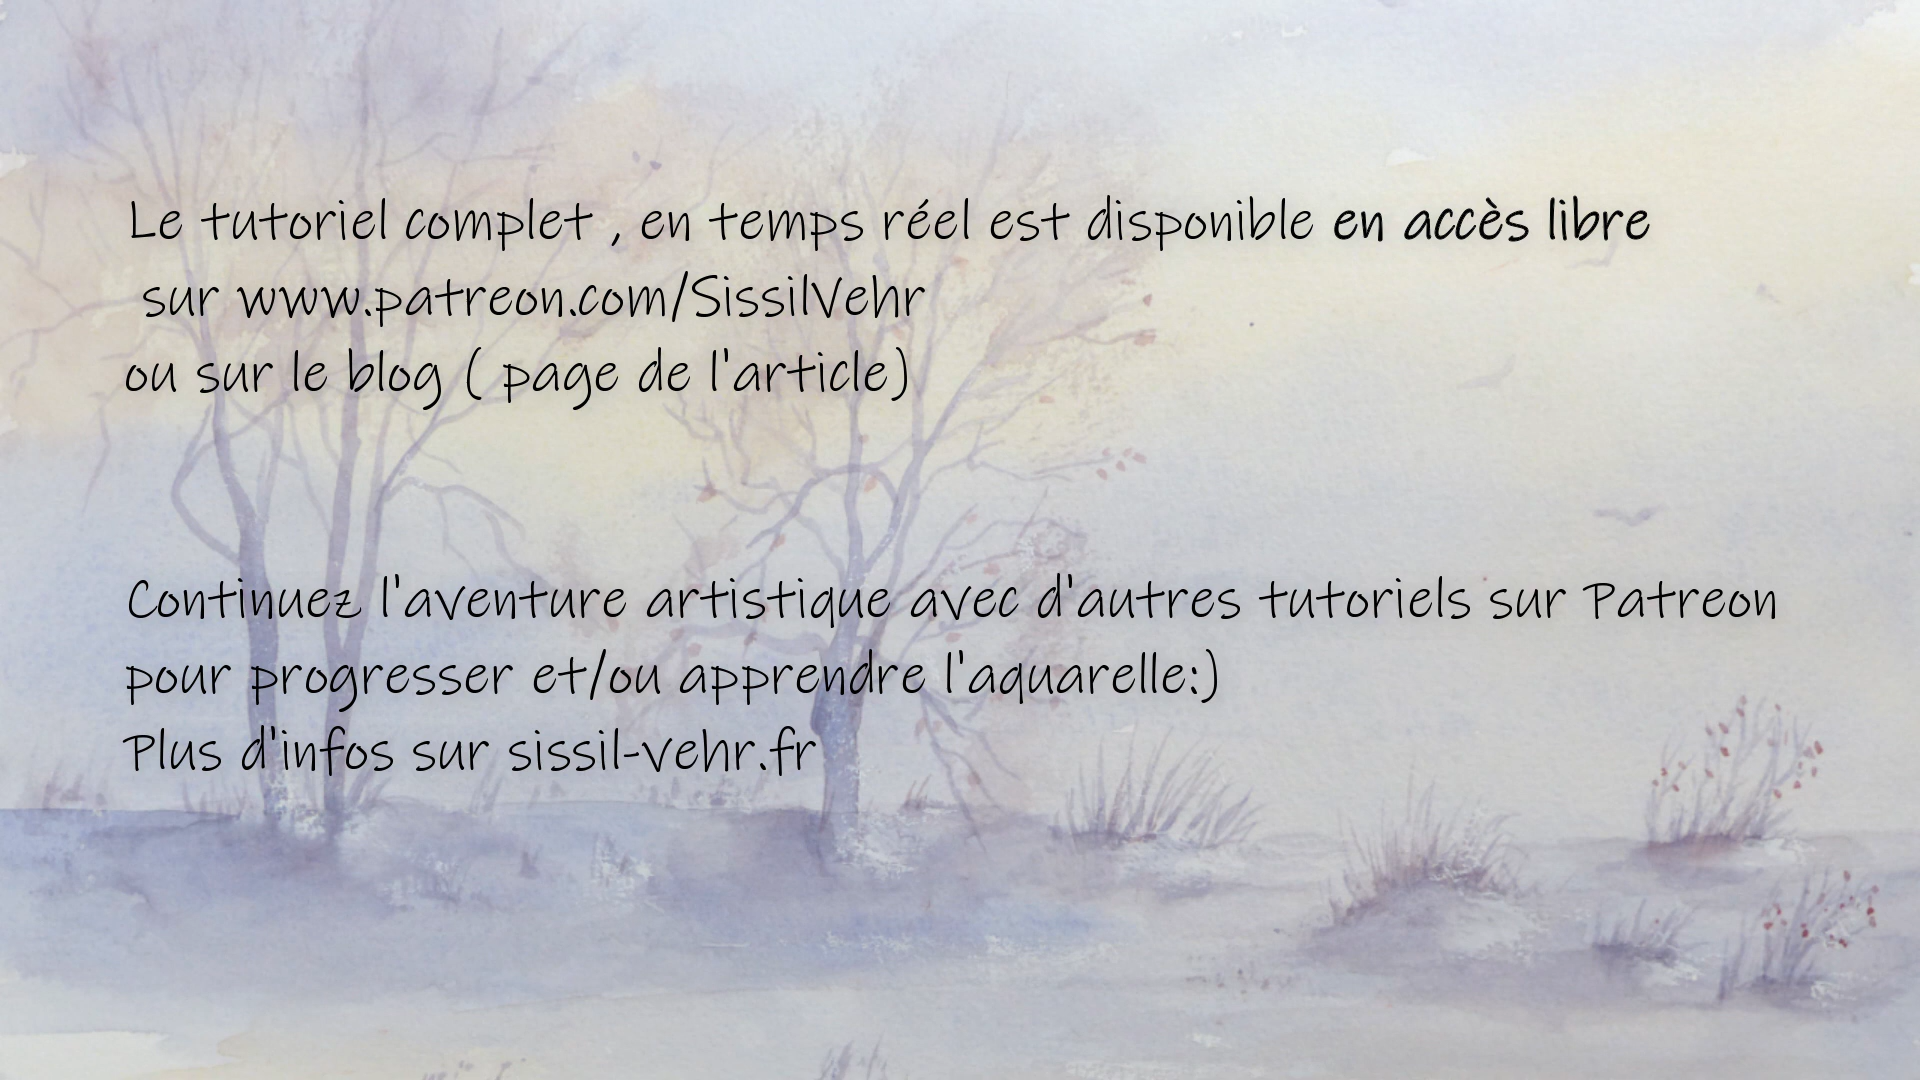 Le tutoriel complet , en temps réel est disponible en accès libre
sur www.patreon.com/SissilVehr
ou sur le blog ( page de l'article)
Continuez l'aventure artistique avec d'autres tutoriels sur Patreon
pour progresser et/ou apprendre l'aquarelle:)
Plus d'infos sur sissil-vehr.fr